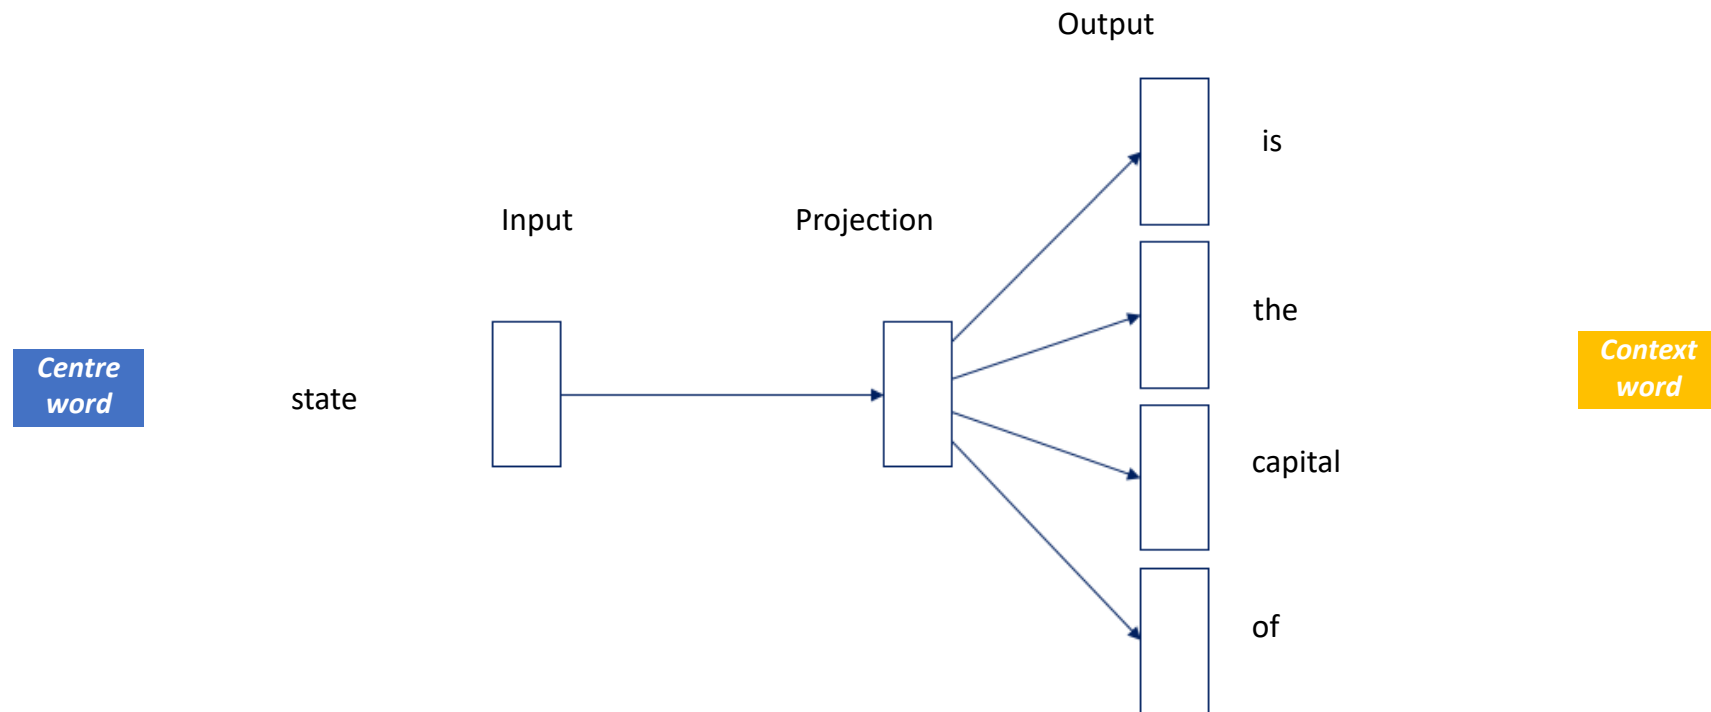 Output
is
Input
Projection
the
Centre
word
state
Context
word
capital
of